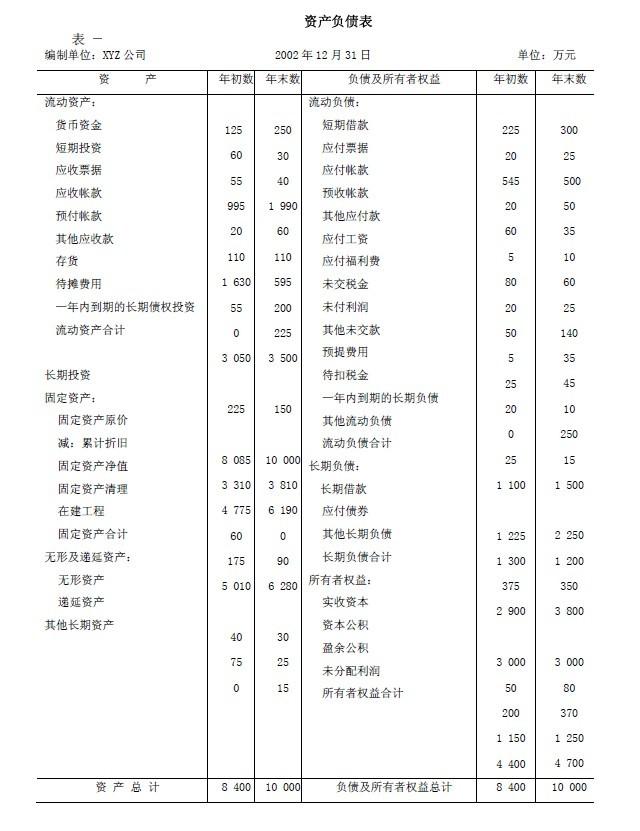 资产负债表
表 一
编制单位：XYZ 公司 2002 年 12 月 31 日 单位：万元
资 产 年初数 年末数 负债及所有者权益 年初数 年末数
流动资产：
货币资金 125 250
短期投资 60 30
应收票据 55 40
应收帐款 995 1 990
预付帐款 20 60
其他应收款 110 110
存货 1 630 595
待摊费用 55 200
一年内到期的长期债权投资 0 225
流动资产合计 3 050 3 500
长期投资 225 150
固定资产：
固定资产原价 8 085 10 000
减：累计折旧 3 310 3 810
固定资产净值 4 775 6 190
固定资产清理 60 0
在建工程 175 90
固定资产合计 5 010 6 280
无形及递延资产：
无形资产 40 30
递延资产 75 25
其他长期资产 0 15
流动负债：
短期借款 225 300
应付票据 20 25
应付帐款 545 500
预收帐款 20 50
其他应付款 60 35
应付工资 5 10
应付福利费 80 60
未交税金 20 25
未付利润 50 140
其他未交款 5 35
预提费用 25 45
待扣税金 20 10
一年内到期的长期负债 0 250
其他流动负债 25 15
流动负债合计 1 100 1 500
长期负债：
长期借款 1 225 2 250
应付债券 1 300 1 200
其他长期负债 375 350
长期负债合计 2 900 3 800
所有者权益：
实收资本 3 000 3 000
资本公积 50 80
盈余公积 200 370
未分配利润 1 150 1 250
所有者权益合计 4 400 4 700
资 产 总 计 8 400 10 000 负债及所有者权益总计 8 400 10 000